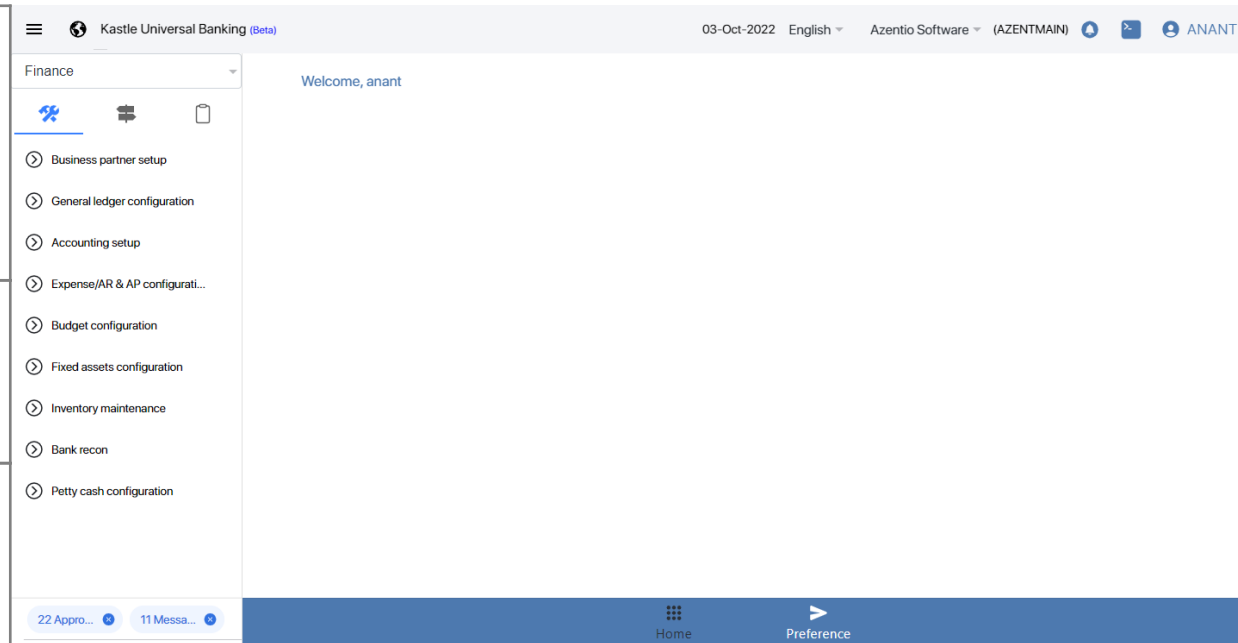 Kastle Universal Banking (Beta) 03-Oct-2022 English Azentio Software (AZENTMAIN) ANANT
Finance
Welcome, anant
Business partner setup
General ledger configuration
Accounting setup
Expense/AR & AP configurati...
Budget configuration
Fixed assets configuration
Inventory maintenance
Bank recon
Petty cash configuration
22 Appro... 11 Messa...
Home Preference